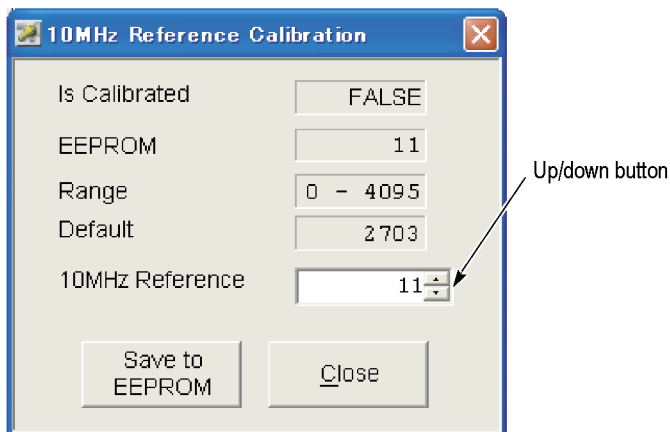 10MHz Reference Calibration
Is Calibrated FALSE
EEPROM 11
Range 0 - 4095
Default 2703
10MHz Reference 11
Up/down button
Save to
EEPROM
Close